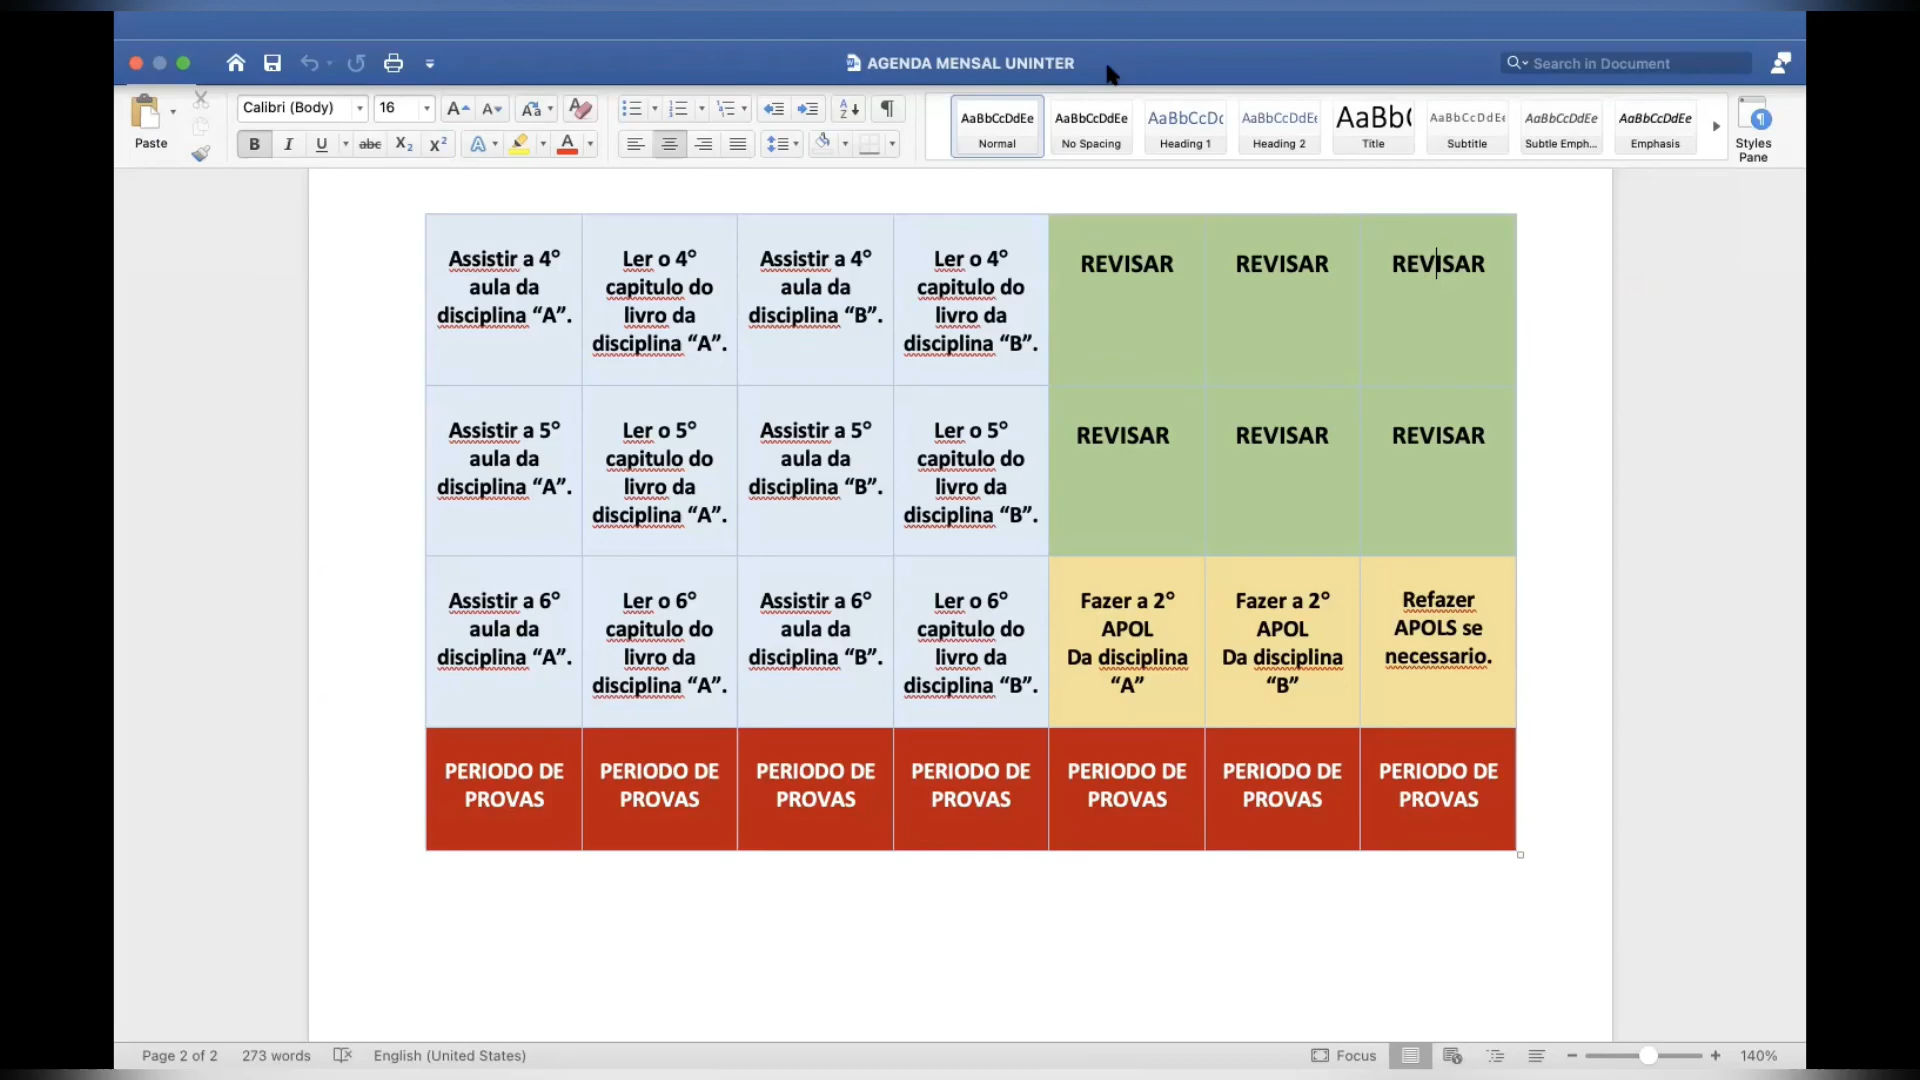 AGENDA MENSAL UNINTER
Search in Document
Paste
Calibri (Body)
16
AaBbCcDdEe
Normal
AaBbCcDdEe
No Spacing
AaBbCcDc
Heading 1
AaBbCcDdEe
Heading 2
AaBb(
Title
AaBbCcDdEe
Subtitle
AaBbCcDdEe
Subtle Emph...
AaBbCcDdEe
Emphasis
Styles
Pane
Assistir a 4°
aula da
disciplina “A”.
Ler o 4°
capitulo do
livro da
disciplina “A”.
Assistir a 4°
aula da
disciplina “B”.
Ler o 4°
capitulo do
livro da
disciplina “B”.
REVISAR
REVISAR
REVISAR
Assistir a 5°
aula da
disciplina “A”.
Ler o 5°
capitulo do
livro da
disciplina “A”.
Assistir a 5°
aula da
disciplina “B”.
Ler o 5°
capitulo do
livro da
disciplina “B”.
REVISAR
REVISAR
REVISAR
Assistir a 6°
aula da
disciplina “A”.
Ler o 6°
capitulo do
livro da
disciplina “A”.
Assistir a 6°
aula da
disciplina “B”.
Ler o 6°
capitulo do
livro da
disciplina “B”.
Fazer a 2°
APOL
Da disciplina
“A”
Fazer a 2°
APOL
Da disciplina
“B”
Refazer
APOLS se
necessario.
PERIODO DE
PROVAS
PERIODO DE
PROVAS
PERIODO DE
PROVAS
PERIODO DE
PROVAS
PERIODO DE
PROVAS
PERIODO DE
PROVAS
PERIODO DE
PROVAS
Page 2 of 2
273 words
English (United States)
Focus
140%